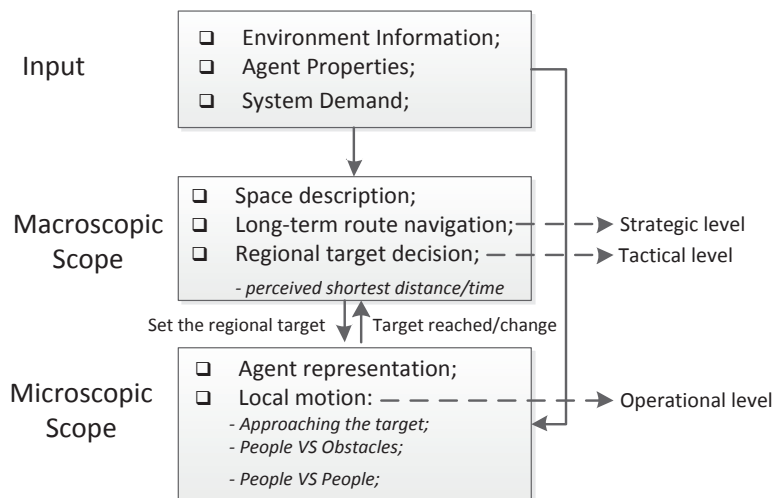 Input
❑ Environment Information;
❑ Agent Properties;
❑ System Demand;
Macroscopic Scope
❑ Space description;
❑ Long-term route navigation;
Strategic level
❑ Regional target decision;
Tactical level
- perceived shortest distance/time
Set the regional target
Target reached/change
Microscopic Scope
❑ Agent representation;
❑ Local motion:
Operational level
- Approaching the target;
- People VS Obstacles;
- People VS People;